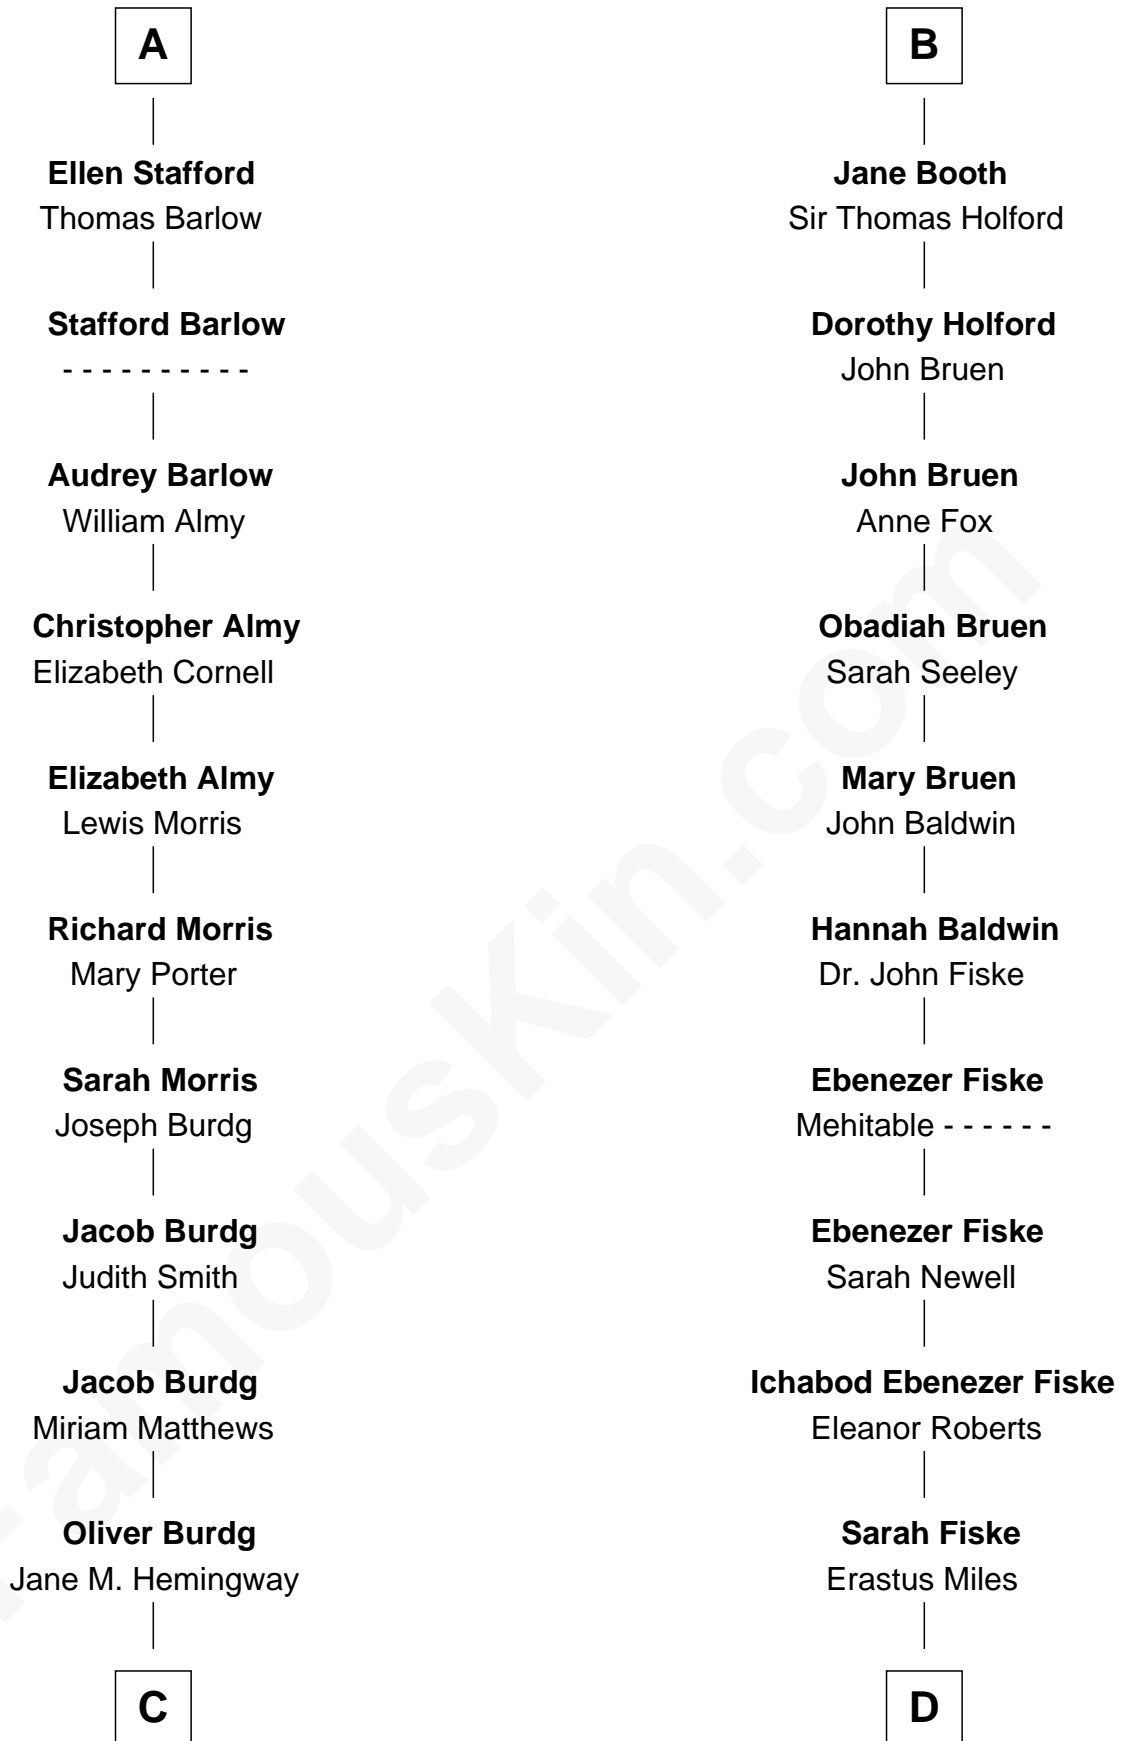 A
Ellen Stafford
Thomas Barlow
Stafford Barlow
- - - - - - - - - -
Audrey Barlow
William Almy
Christopher Almy
Elizabeth Cornell
Elizabeth Almy
Lewis Morris
Richard Morris
Mary Porter
Sarah Morris
Joseph Burdg
Jacob Burdg
Judith Smith
Jacob Burdg
Miriam Matthews
Oliver Burdg
Jane M. Hemingway
C
B
Jane Booth
Sir Thomas Holford
Dorothy Holford
John Bruen
John Bruen
Anne Fox
Obadiah Bruen
Sarah Seeley
Mary Bruen
John Baldwin
Hannah Baldwin
Dr. John Fiske
Ebenezer Fiske
Mehitable - - - - - -
Ebenezer Fiske
Sarah Newell
Ichabod Ebenezer Fiske
Eleanor Roberts
Sarah Fiske
Erastus Miles
D
FamousKin.com